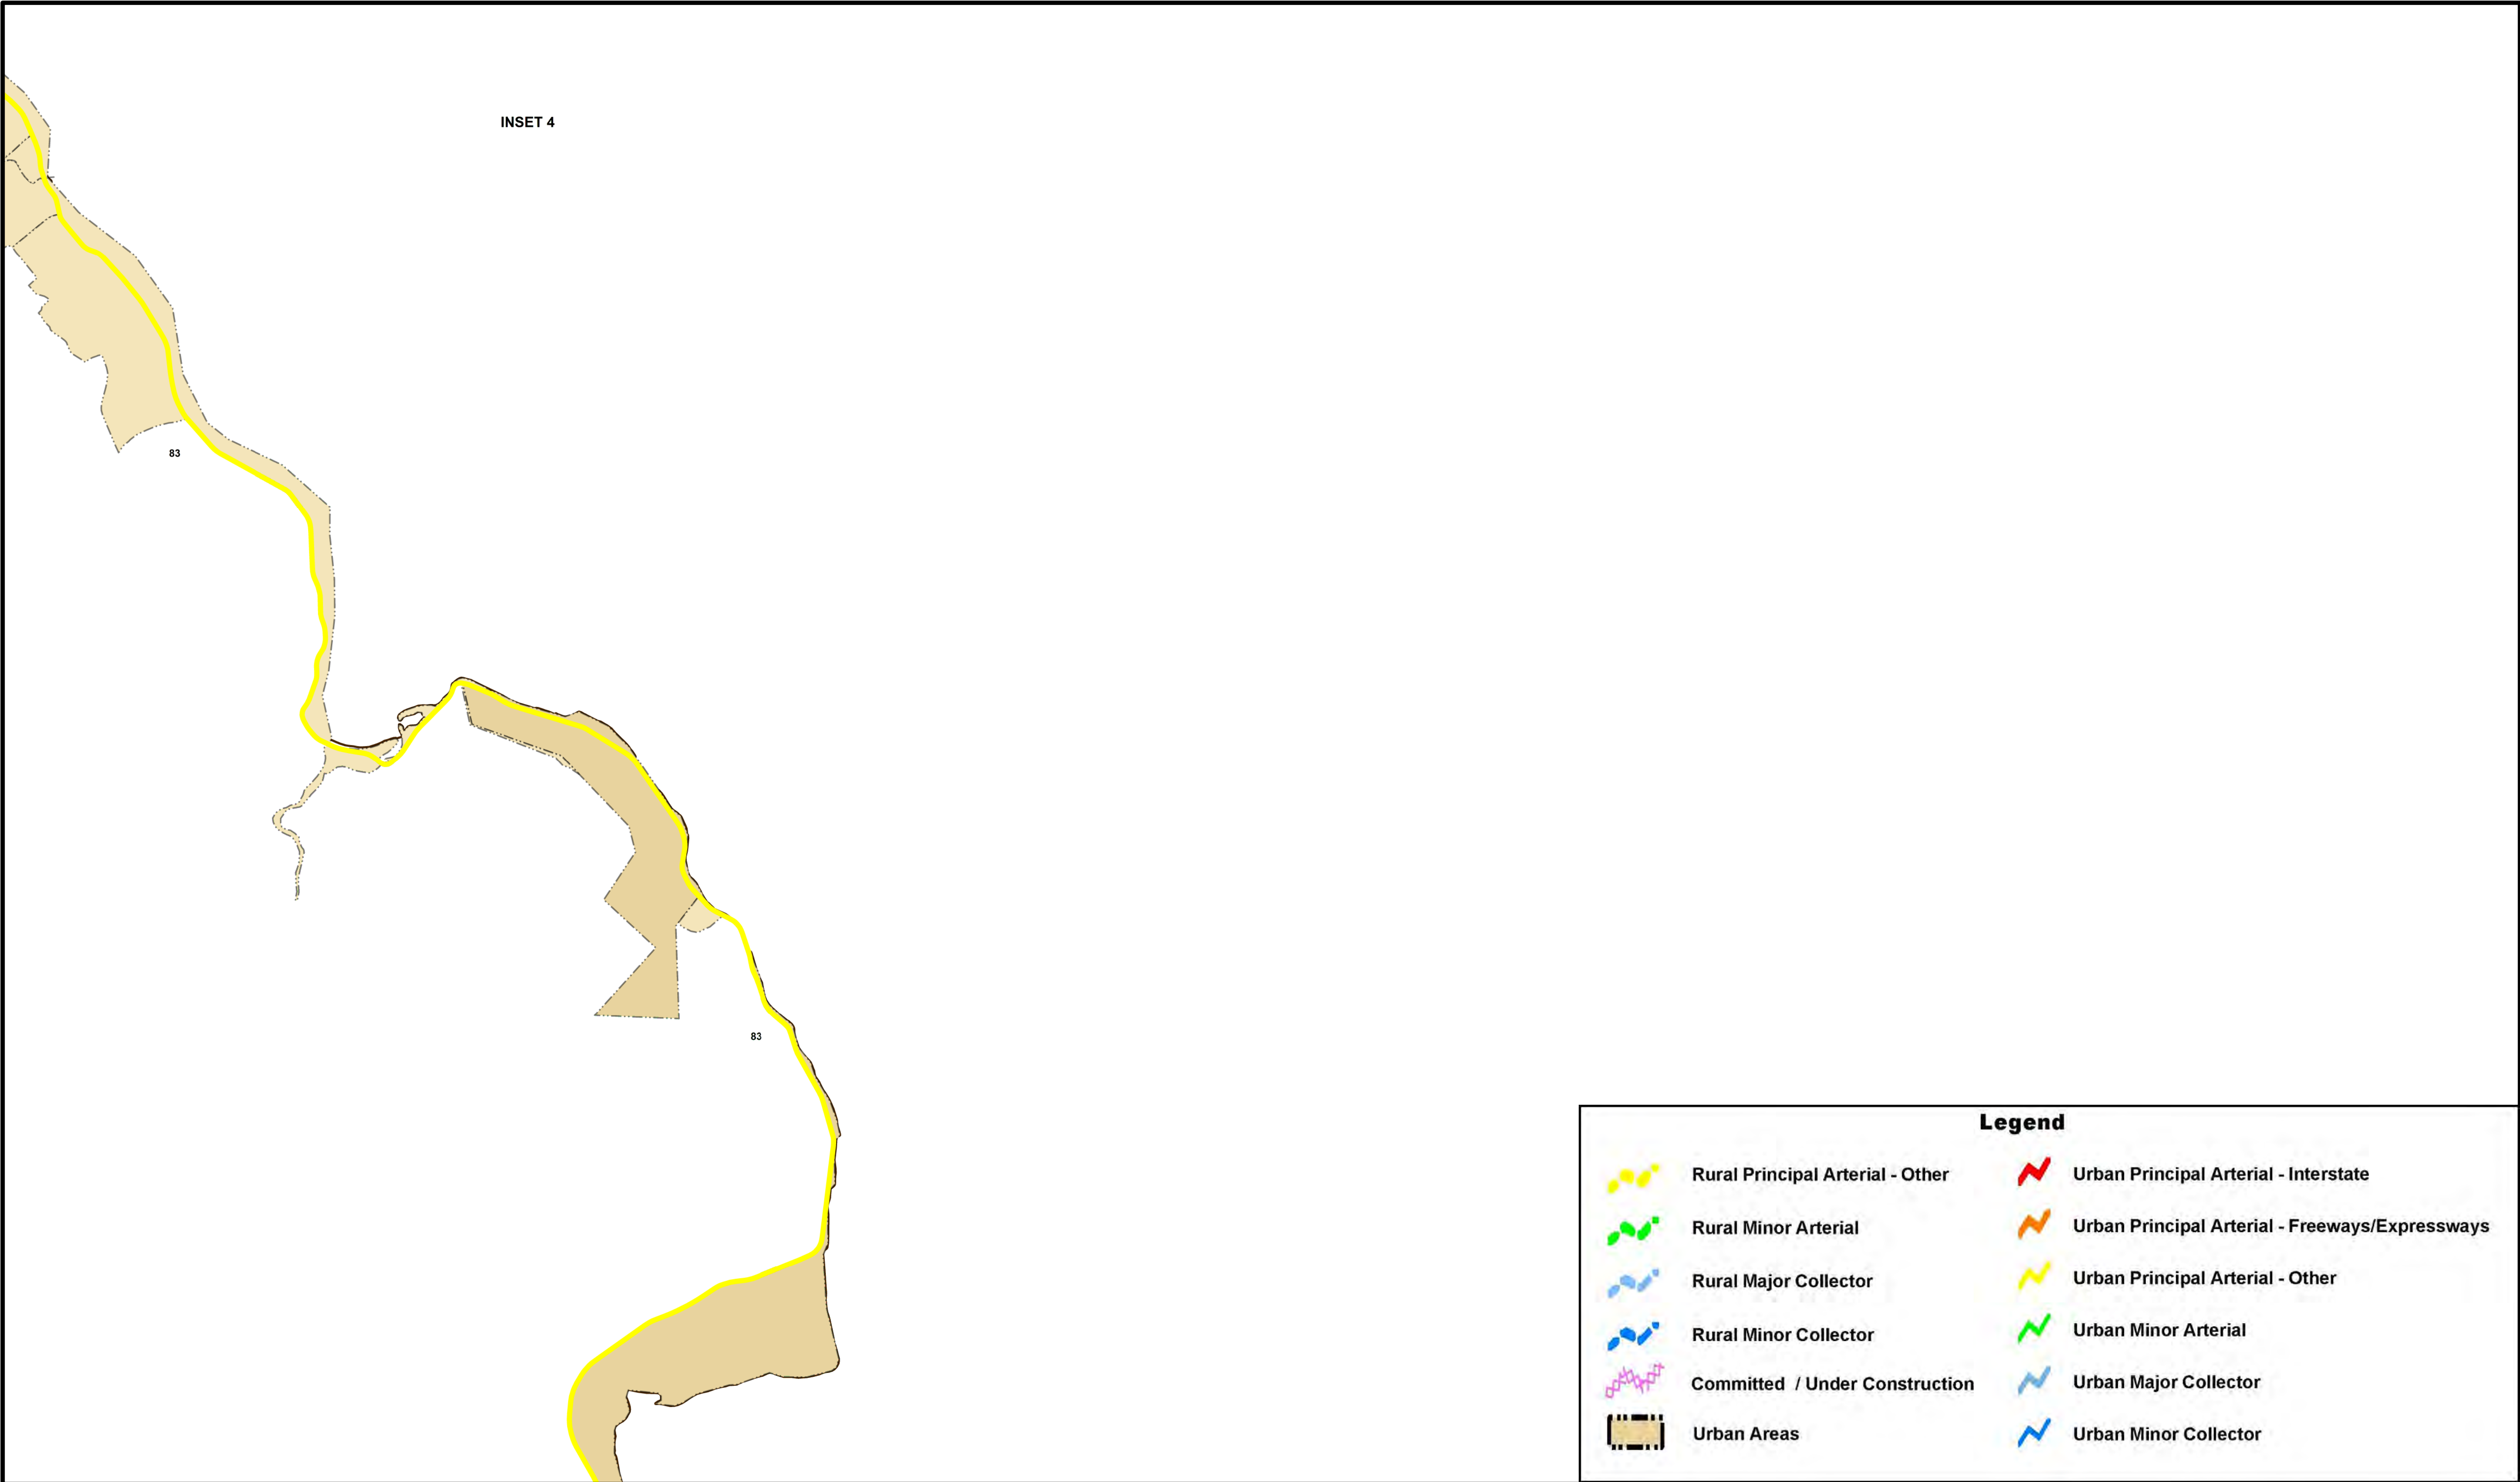 INSET 4
83
83
Legend
Rural Principal Arterial - Other
Rural Minor Arterial
Rural Major Collector
Rural Minor Collector
Committed / Under Construction
Urban Areas
Urban Principal Arterial - Interstate
Urban Principal Arterial - Freeways/Expressways
Urban Principal Arterial - Other
Urban Minor Arterial
Urban Major Collector
Urban Minor Collector